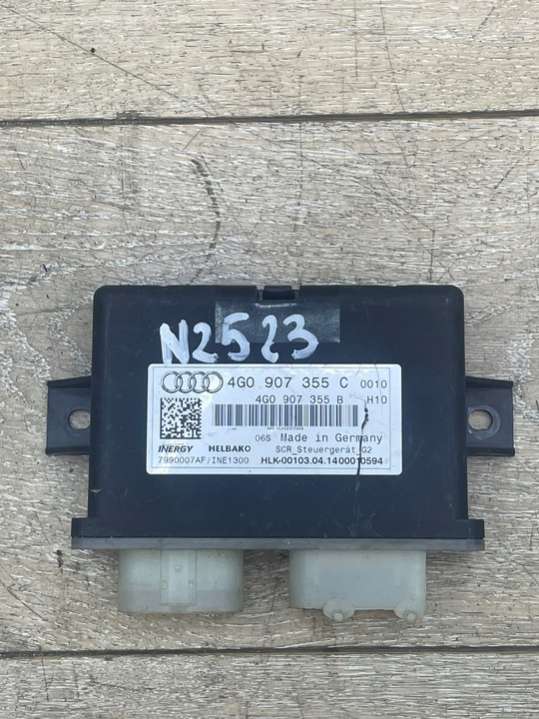 N2523
4G0 907 355 C 0010
4G0 907 355 B H10
06S Made in Germany
INERGY HELBAKO SCR_Steuergerät_G2
7990007AF/INE1300 HLK-00103.04.1400010594